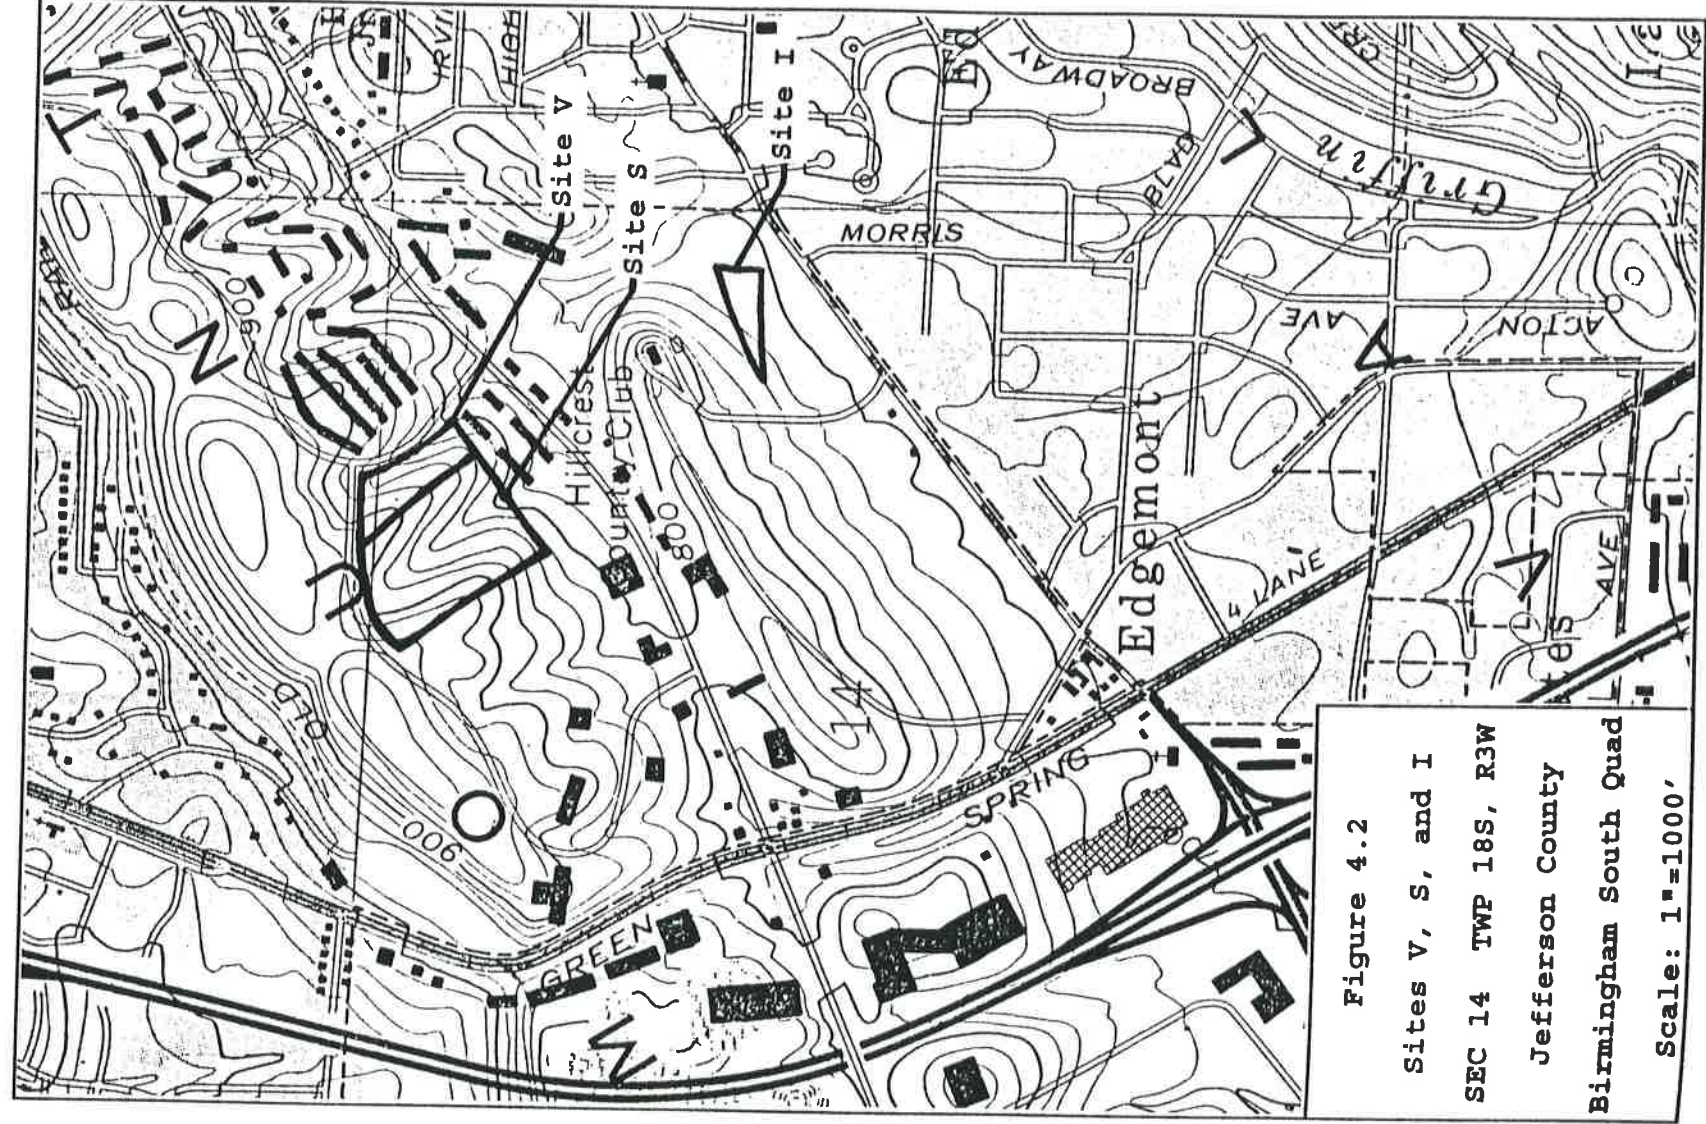 Site V
Site S
Site I
Hillcrest
Country Club
MORRIS
BROADWAY
BLVD
Griffin
ACTON
AVE
Edgemont
4 LANE
AVE
GREEN
SPRING
OLD
900
900
800
14
Figure 4.2
Sites V, S, and I
SEC 14 TWP 18S, R3W
Jefferson County
Birmingham South Quad
Scale: 1"=1000'